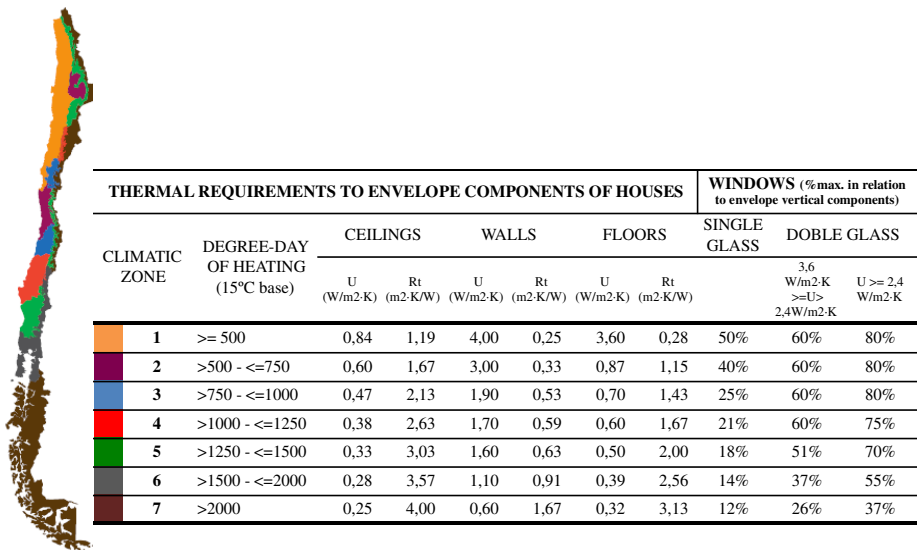 THERMAL REQUIREMENTS TO ENVELOPE COMPONENTS OF HOUSES WINDOWS (%max. in relation
to envelope vertical components)
CLIMATIC
ZONE
DEGREE-DAY
OF HEATING
(15ºC base)
CEILINGS WALLS FLOORS SINGLE
GLASS
DOBLE GLASS
U
(W/m2·K)
Rt
(m2·K/W)
U
(W/m2·K)
Rt
(m2·K/W)
U
(W/m2·K)
Rt
(m2·K/W)
3,6
W/m2·K
>=U>
2,4W/m2·K
U >= 2,4
W/m2·K
1 >= 500 0,84 1,19 4,00 0,25 3,60 0,28 50% 60% 80%
2 >500 - <=750 0,60 1,67 3,00 0,33 0,87 1,15 40% 60% 80%
3 >750 - <=1000 0,47 2,13 1,90 0,53 0,70 1,43 25% 60% 80%
4 >1000 - <=1250 0,38 2,63 1,70 0,59 0,60 1,67 21% 60% 75%
5 >1250 - <=1500 0,33 3,03 1,60 0,63 0,50 2,00 18% 51% 70%
6 >1500 - <=2000 0,28 3,57 1,10 0,91 0,39 2,56 14% 37% 55%
7 >2000 0,25 4,00 0,60 1,67 0,32 3,13 12% 26% 37%